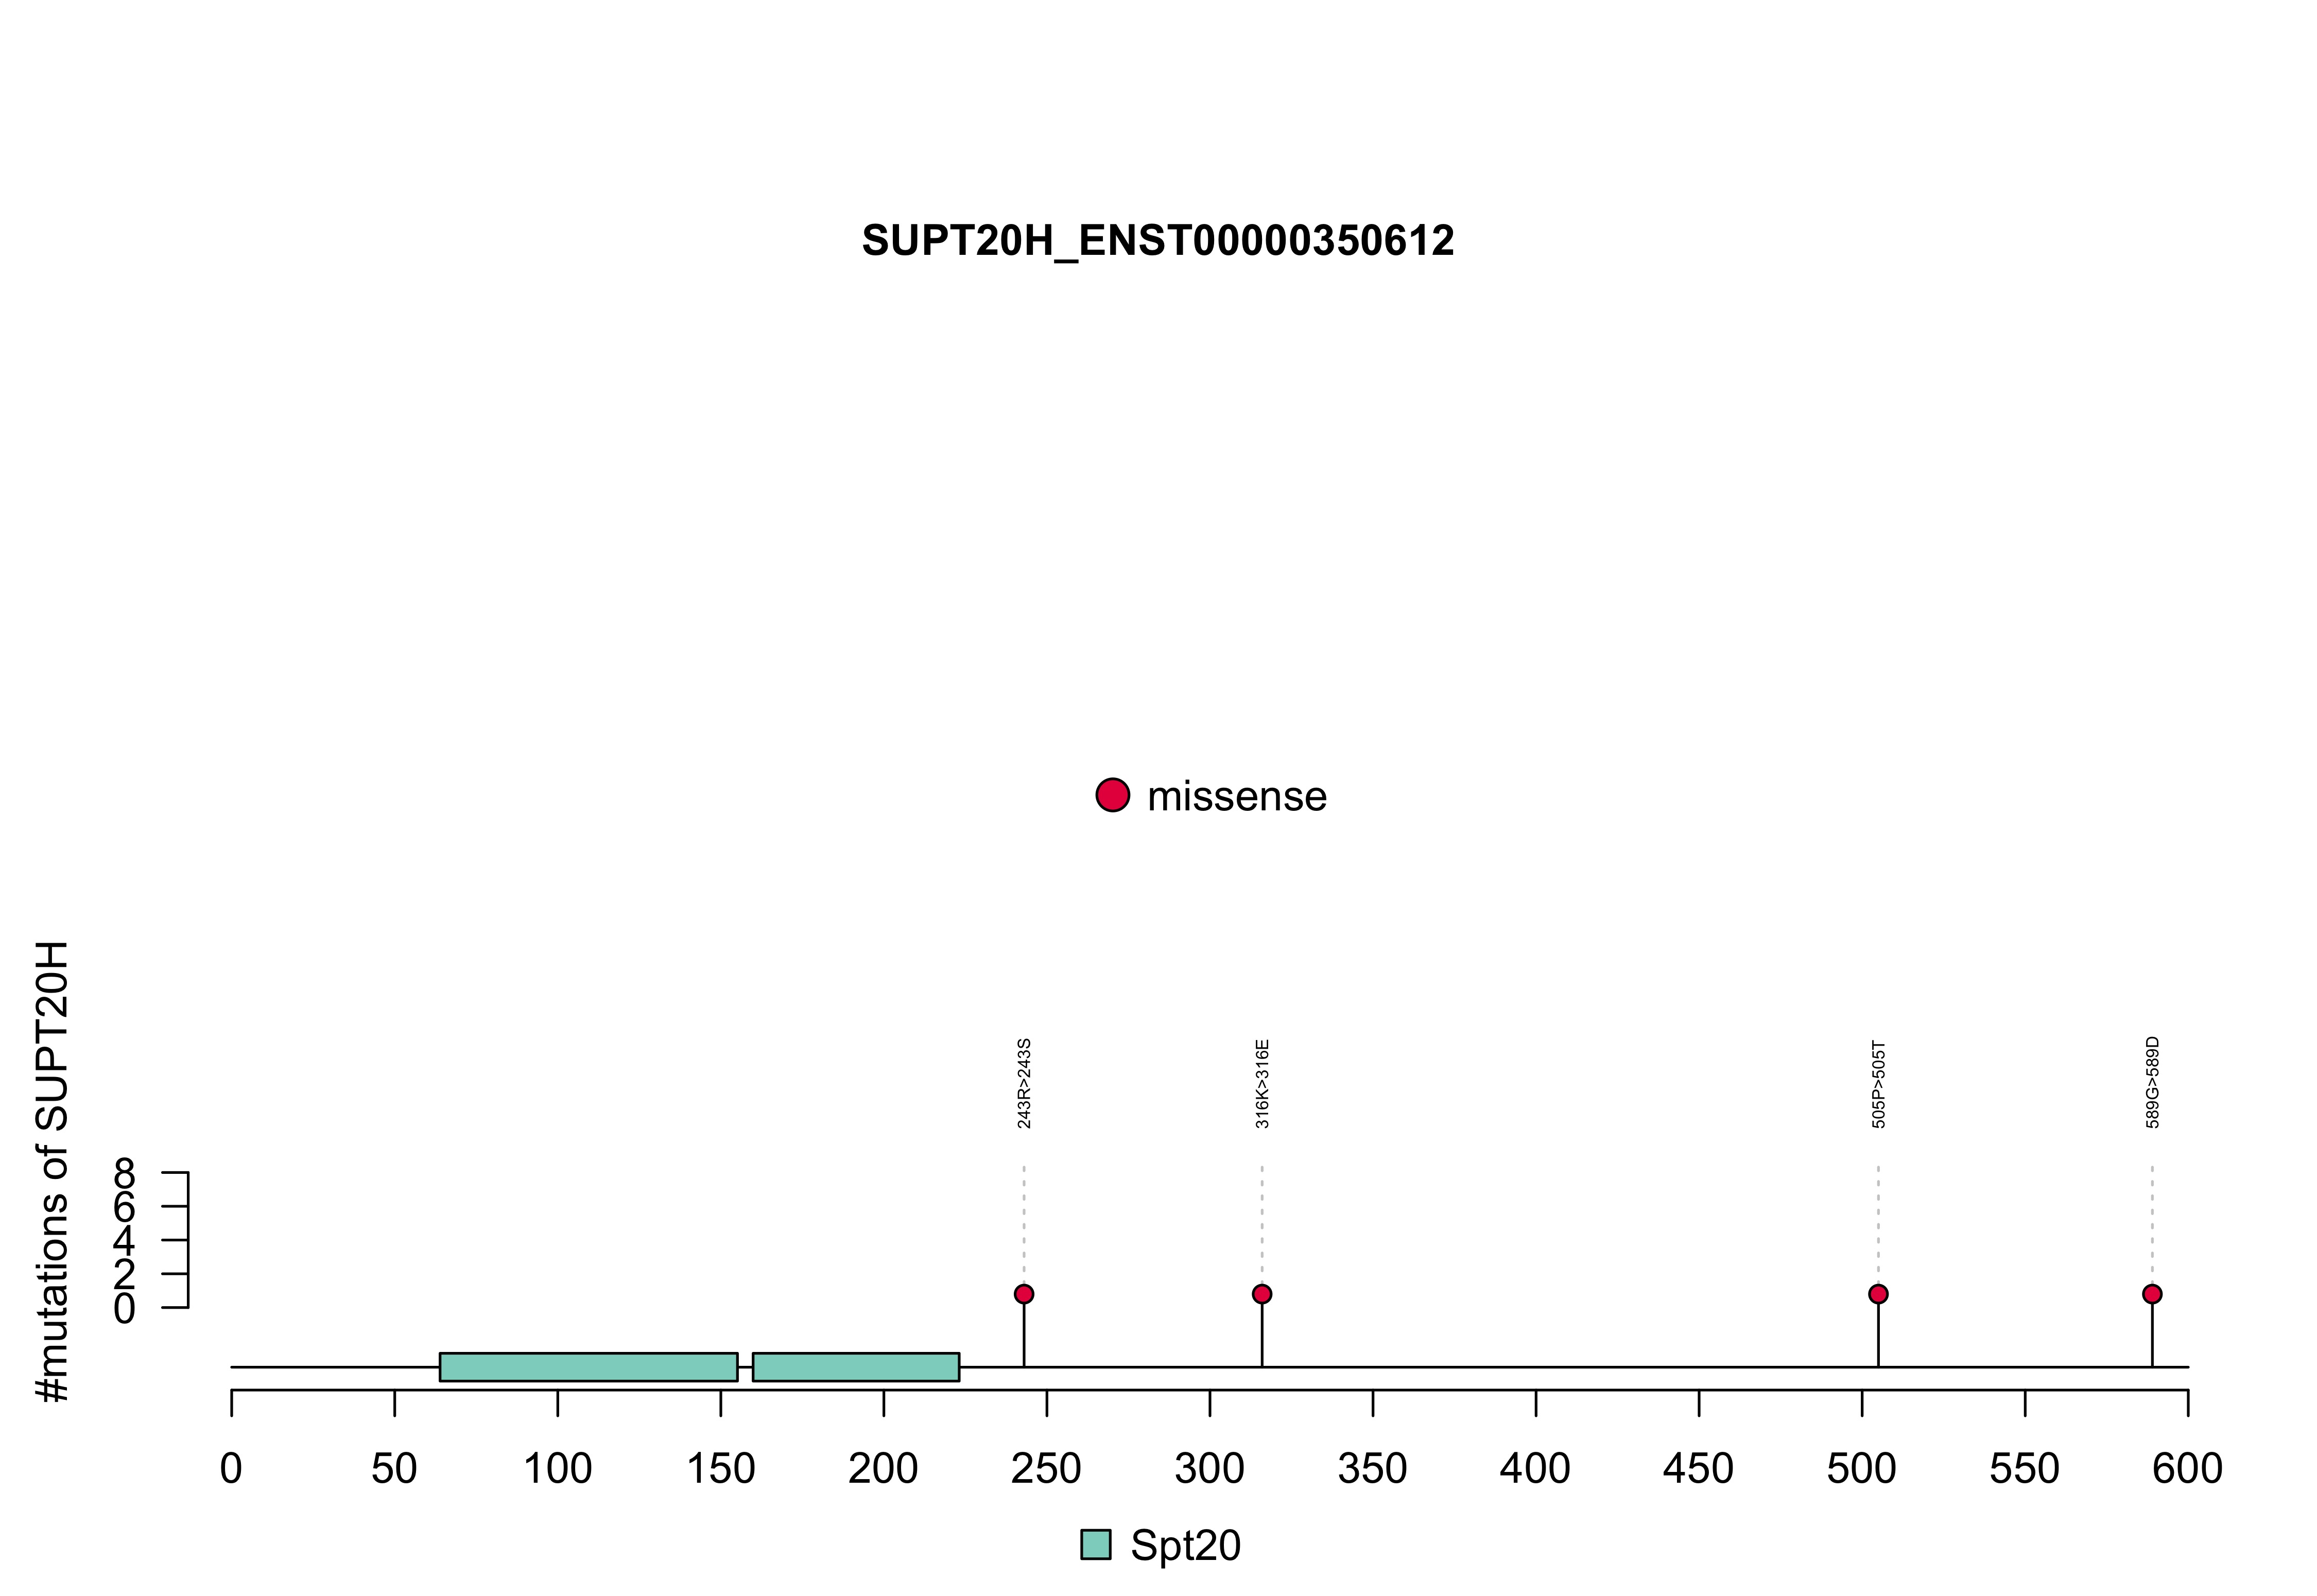 SUPT20H_ENST00000350612
missense
#mutations of SUPT20H
243R>243S
316K>316E
505P>505T
589G>589D
8
6
4
2
0
0 50 100 150 200 250 300 350 400 450 500 550 600
Spt20